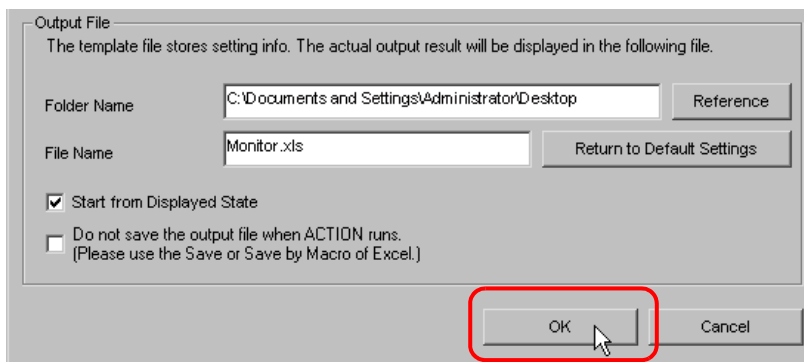 Output File
The template file stores setting info. The actual output result will be displayed in the following file.
Folder Name
C:\Documents and Settings\Administrator\Desktop
Reference
File Name
Monitor.xls
Return to Default Settings
Start from Displayed State
Do not save the output file when ACTION runs.
(Please use the Save or Save by Macro of Excel.)
OK
Cancel